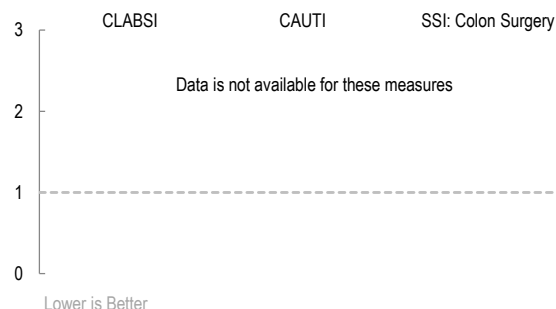 3
CLABSI CAUTI SSI: Colon Surgery
Data is not available for these measures
2
1
0
Lower is Better